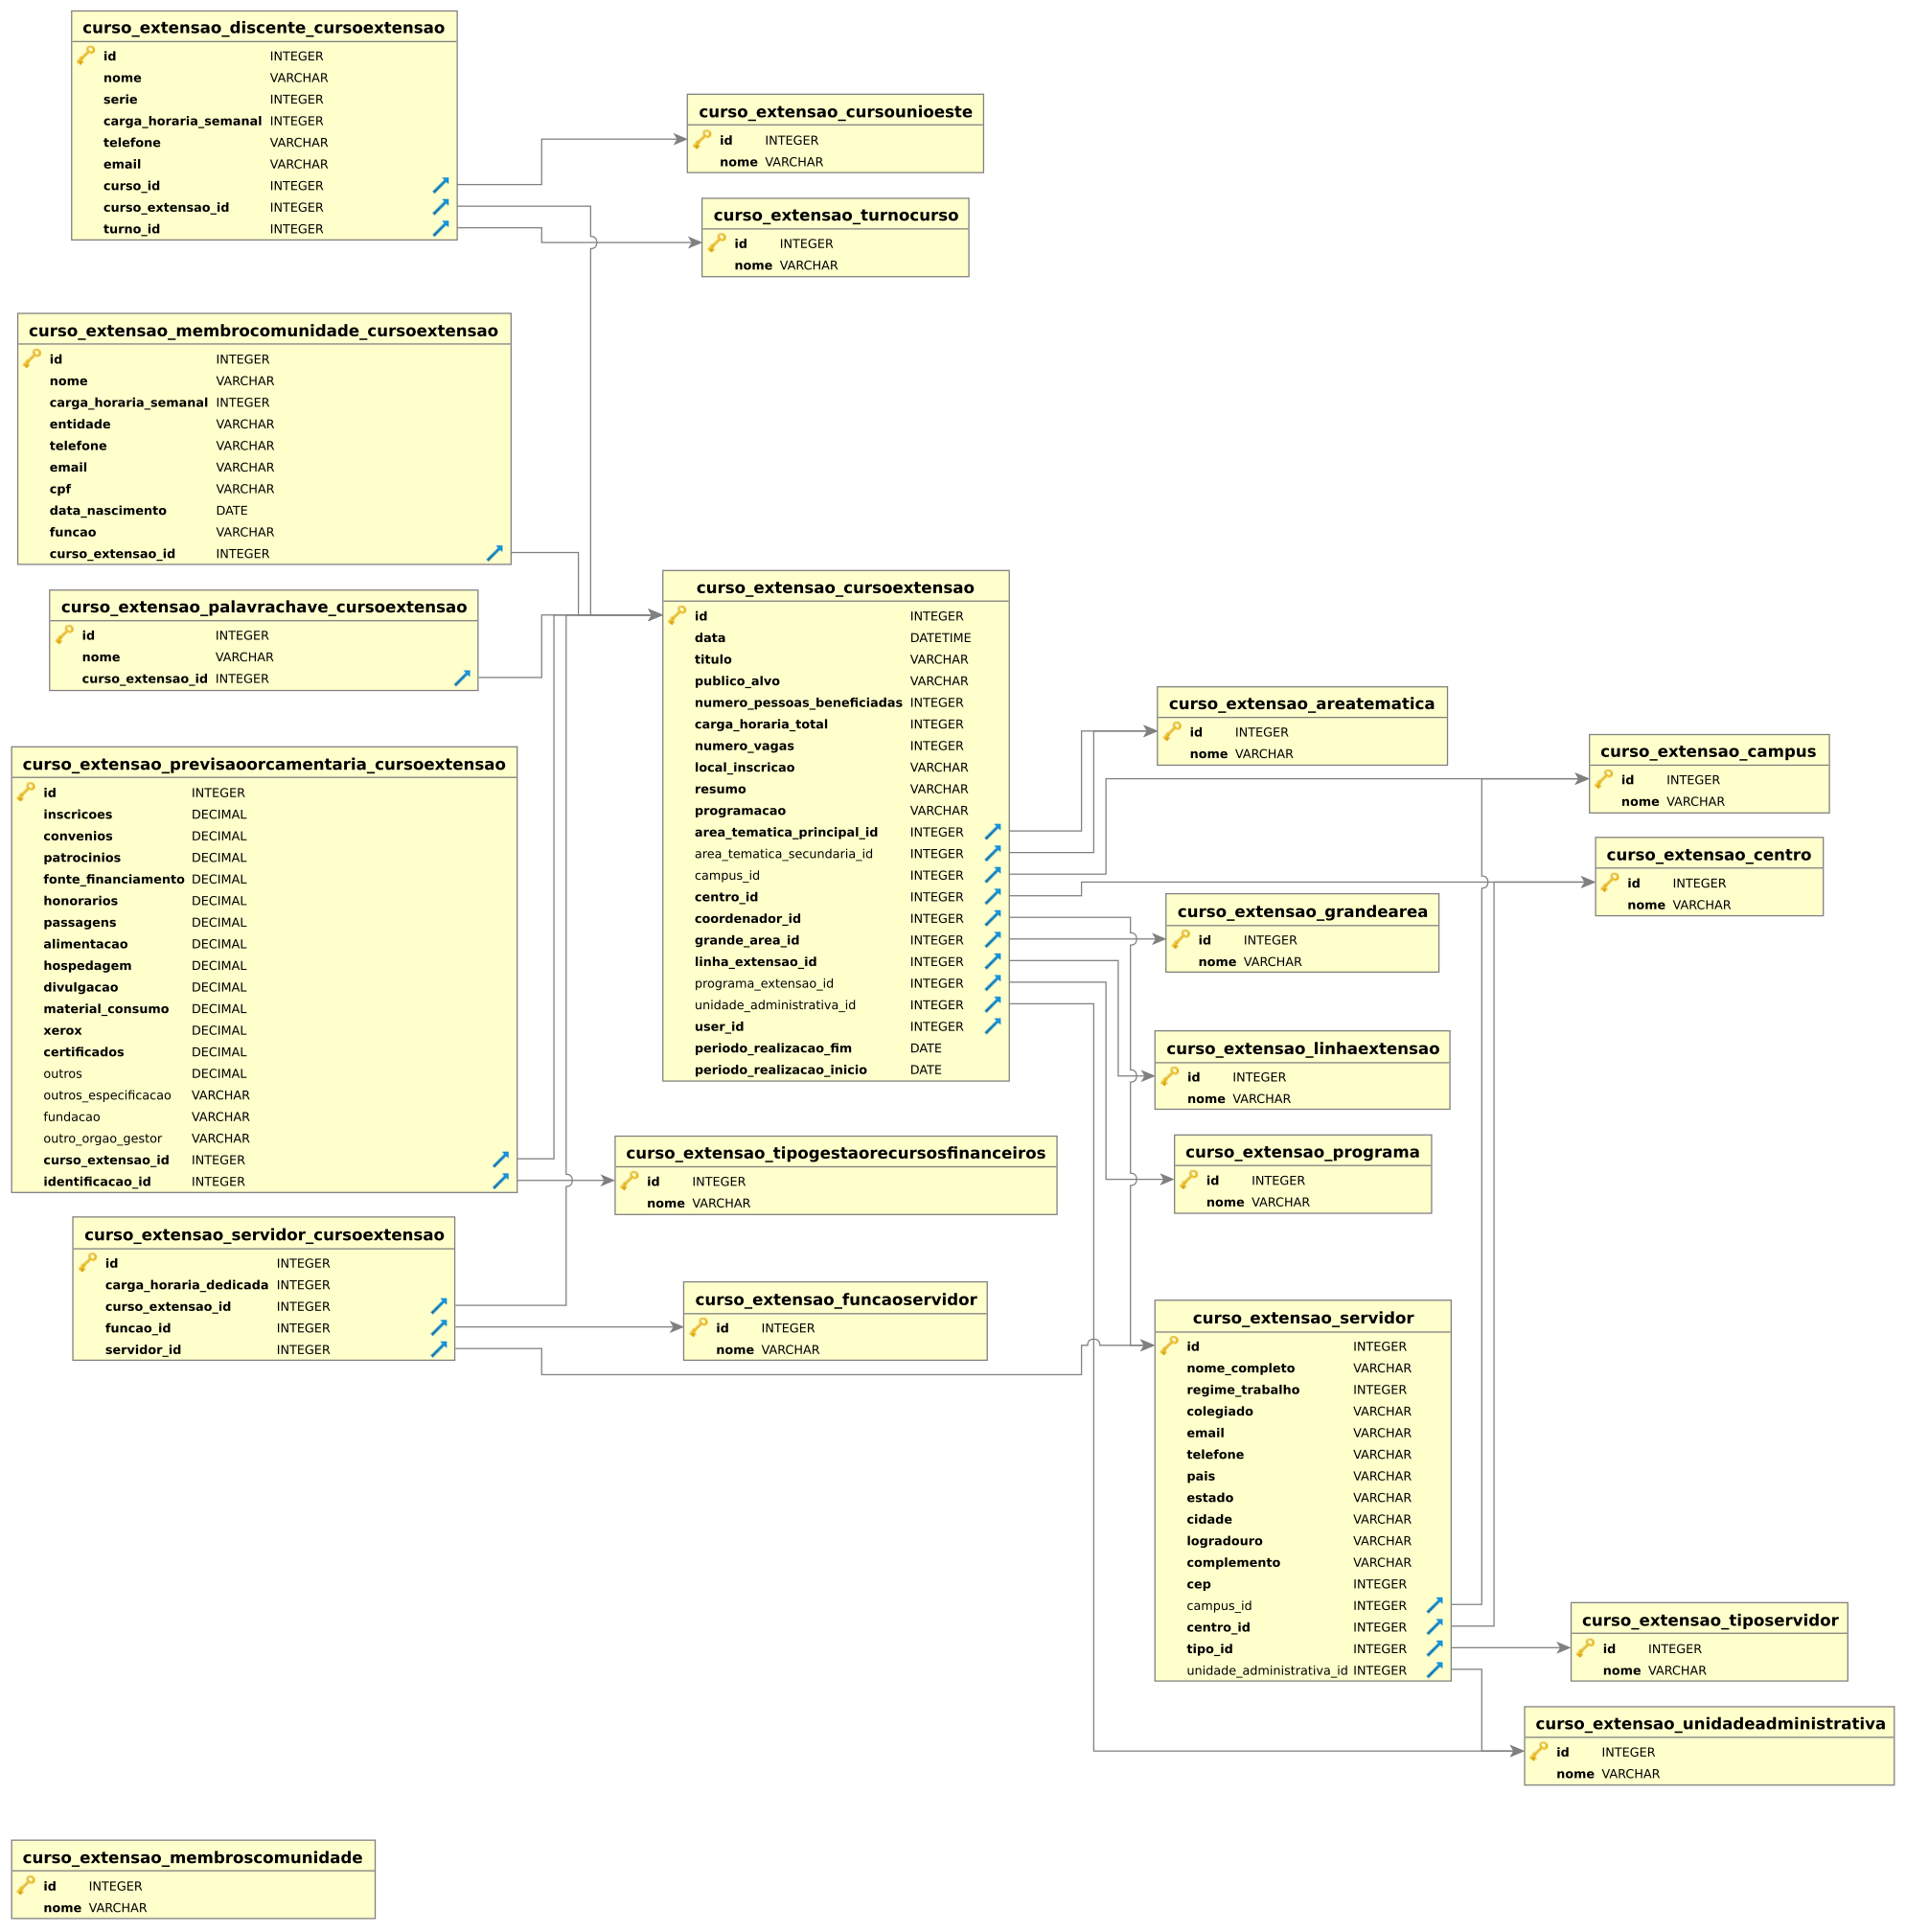 curso_extensao_discente_cursoextensao
id INTEGER
nome VARCHAR
serie INTEGER
carga_horaria_semanal INTEGER
telefone VARCHAR
email VARCHAR
curso_id INTEGER
curso_extensao_id INTEGER
turno_id INTEGER
curso_extensao_cursounioeste
id INTEGER
nome VARCHAR
curso_extensao_turnocurso
id INTEGER
nome VARCHAR
curso_extensao_membrocomunidade_cursoextensao
id INTEGER
nome VARCHAR
carga_horaria_semanal INTEGER
entidade VARCHAR
telefone VARCHAR
email VARCHAR
cpf VARCHAR
data_nascimento DATE
funcao VARCHAR
curso_extensao_id INTEGER
curso_extensao_palavrachave_cursoextensao
id INTEGER
nome VARCHAR
curso_extensao_id INTEGER
curso_extensao_cursoextensao
id INTEGER
data DATETIME
titulo VARCHAR
publico_alvo VARCHAR
numero_pessoas_beneficiadas INTEGER
carga_horaria_total INTEGER
numero_vagas INTEGER
local_inscricao VARCHAR
resumo VARCHAR
programacao VARCHAR
area_tematica_principal_id INTEGER
area_tematica_secundaria_id INTEGER
campus_id INTEGER
centro_id INTEGER
coordenador_id INTEGER
grande_area_id INTEGER
linha_extensao_id INTEGER
programa_extensao_id INTEGER
unidade_administrativa_id INTEGER
user_id INTEGER
periodo_realizacao_fim DATE
periodo_realizacao_inicio DATE
curso_extensao_areatematica
id INTEGER
nome VARCHAR
curso_extensao_campus
id INTEGER
nome VARCHAR
curso_extensao_centro
id INTEGER
nome VARCHAR
curso_extensao_grandearea
id INTEGER
nome VARCHAR
curso_extensao_linhaextensao
id INTEGER
nome VARCHAR
curso_extensao_programa
id INTEGER
nome VARCHAR
curso_extensao_previsaoorcamentaria_cursoextensao
id INTEGER
inscricoes DECIMAL
convenios DECIMAL
patrocinios DECIMAL
fonte_financiamento DECIMAL
honorarios DECIMAL
passagens DECIMAL
alimentacao DECIMAL
hospedagem DECIMAL
divulgacao DECIMAL
material_consumo DECIMAL
xerox DECIMAL
certificados DECIMAL
outros DECIMAL
outros_especificacao VARCHAR
fundacao VARCHAR
outro_orgao_gestor VARCHAR
curso_extensao_id INTEGER
identificacao_id INTEGER
curso_extensao_tipogestaorecursosfinanceiros
id INTEGER
nome VARCHAR
curso_extensao_servidor_cursoextensao
id INTEGER
carga_horaria_dedicada INTEGER
curso_extensao_id INTEGER
funcao_id INTEGER
servidor_id INTEGER
curso_extensao_funcaoservidor
id INTEGER
nome VARCHAR
curso_extensao_servidor
id INTEGER
nome_completo VARCHAR
regime_trabalho INTEGER
colegiado VARCHAR
email VARCHAR
telefone VARCHAR
pais VARCHAR
estado VARCHAR
cidade VARCHAR
logradouro VARCHAR
complemento VARCHAR
cep INTEGER
campus_id INTEGER
centro_id INTEGER
tipo_id INTEGER
unidade_administrativa_id INTEGER
curso_extensao_tiposervidor
id INTEGER
nome VARCHAR
curso_extensao_unidadeadministrativa
id INTEGER
nome VARCHAR
curso_extensao_membroscomunidade
id INTEGER
nome VARCHAR